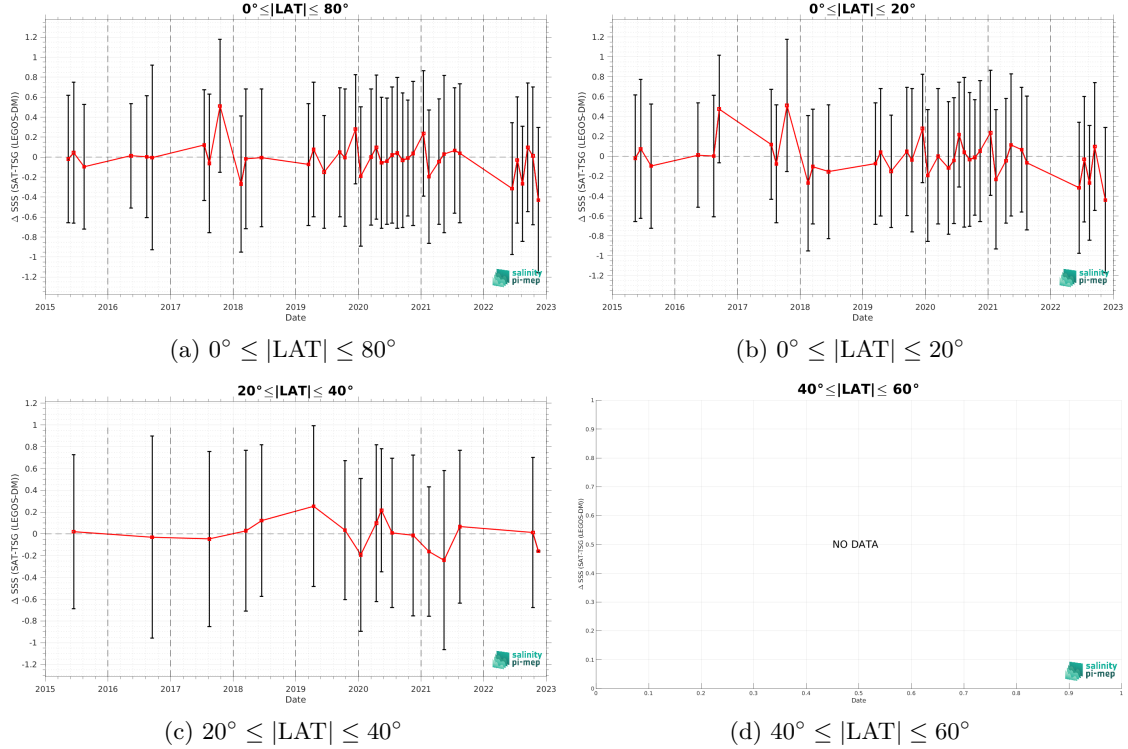 0°≤|LAT|≤ 80°
Δ SSS (SAT-TSG (LEGOS-DM))
1.2
1
0.8
0.6
0.4
0.2
0
-0.2
-0.4
-0.6
-0.8
-1
-1.2
2015 2016 2017 2018 2019 2020 2021 2022 2023
Date
salinity
pi-mep
(a) 0° ≤ |LAT| ≤ 80°
0°≤|LAT|≤ 20°
Δ SSS (SAT-TSG (LEGOS-DM))
1.2
1
0.8
0.6
0.4
0.2
0
-0.2
-0.4
-0.6
-0.8
-1
-1.2
2015 2016 2017 2018 2019 2020 2021 2022 2023
Date
salinity
pi-mep
(b) 0° ≤ |LAT| ≤ 20°
20°≤|LAT|≤ 40°
Δ SSS (SAT-TSG (LEGOS-DM))
1.2
1
0.8
0.6
0.4
0.2
0
-0.2
-0.4
-0.6
-0.8
-1
-1.2
2015 2016 2017 2018 2019 2020 2021 2022 2023
Date
salinity
pi-mep
(c) 20° ≤ |LAT| ≤ 40°
40°≤|LAT|≤ 60°
Δ SSS (SAT-TSG (LEGOS-DM))
1
0.9
0.8
0.7
0.6
0.5
0.4
0.3
0.2
0.1
0
NO DATA
0 0.1 0.2 0.3 0.4 0.5 0.6 0.7 0.8 0.9 1
Date
salinity
pi-mep
(d) 40° ≤ |LAT| ≤ 60°